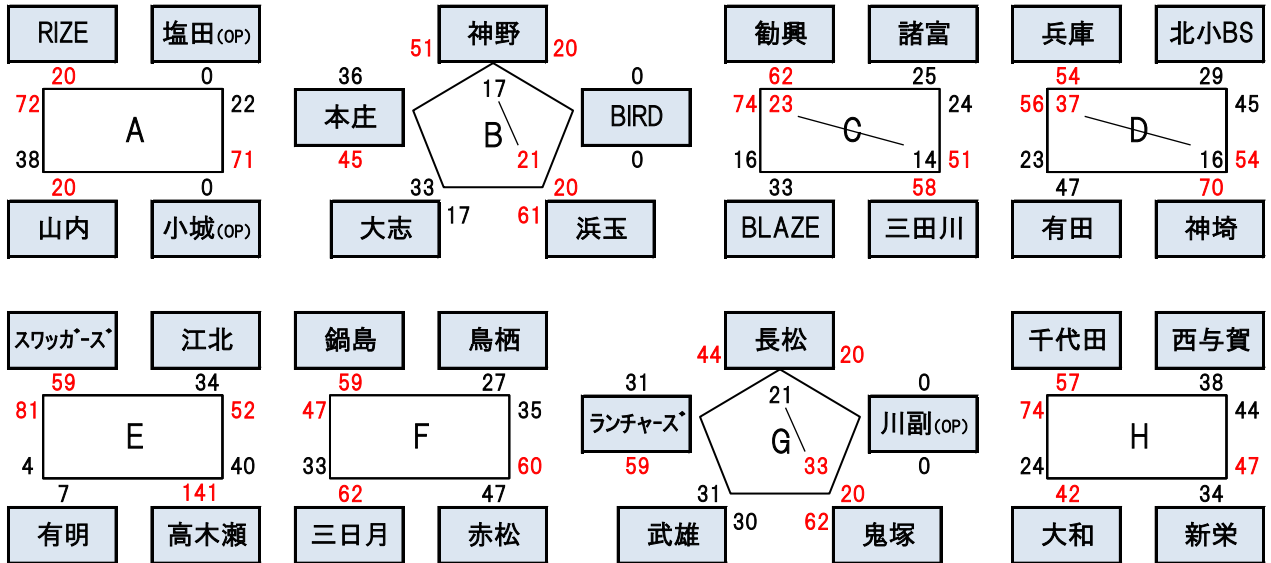 RIZE 塩田(OP) 神野 勧興 諸富 兵庫 北小BS
51 20
20 0 36 0 62 25 54 29
72 22 本庄 17 BIRD 74 23 24 56 37 45
A B C D
38 71 45 21 0 16 14 51 23 16 54
20 0 33 20 33 58 47 70
17 61
山内 小城(OP) 大志 浜玉 BLAZE 三田川 有田 神埼
スワッガーズ 江北 鍋島 鳥栖 長松 千代田 西与賀
44 20
59 34 59 27 31 0 57 38
81 52 47 35 ランチャーズ 21 川副(OP) 74 44
E F G H
4 40 33 60 59 33 0 24 47
7 141 62 47 31 20 42 34
30 62
有明 高木瀬 三日月 赤松 武雄 鬼塚 大和 新栄